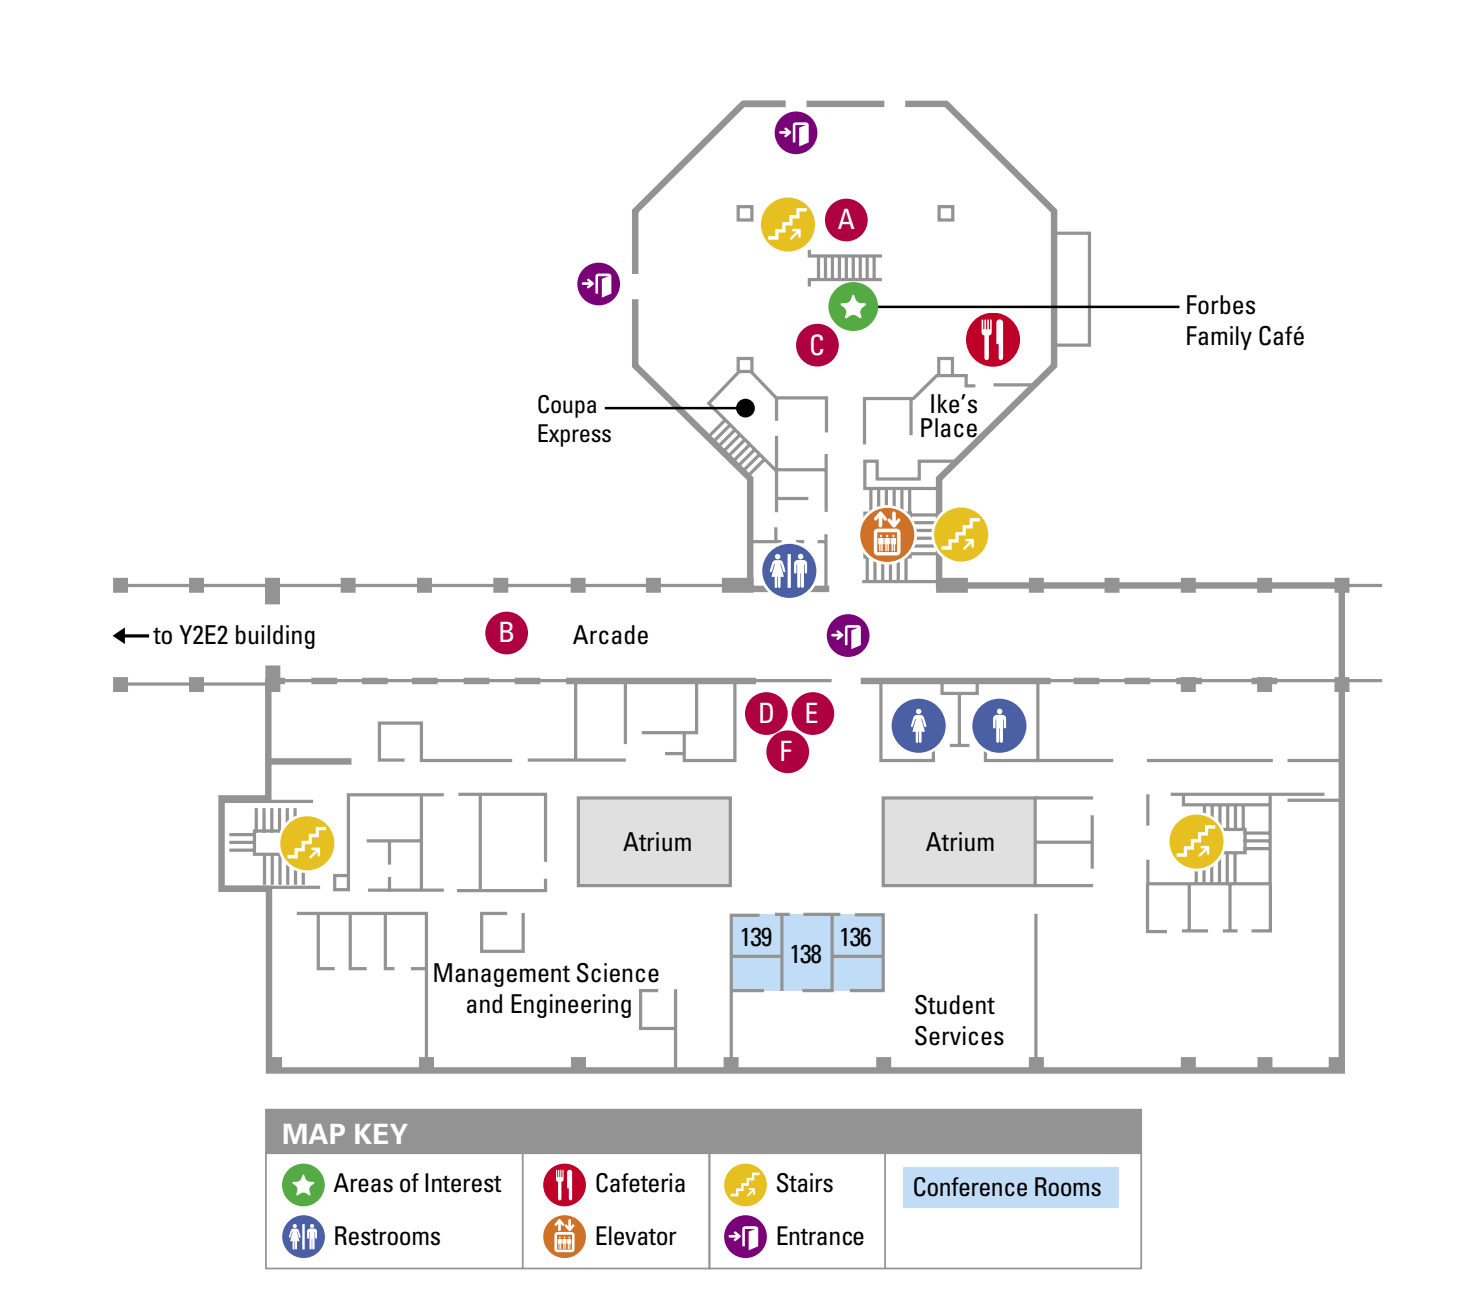 A
Forbes
Family Café
C
Coupa
Express
Ike's
Place
to Y2E2 building
B
Arcade
D
E
F
Atrium
Atrium
139
138
136
Management Science
and Engineering
Student
Services
MAP KEY
Areas of Interest
Cafeteria
Stairs
Conference Rooms
Restrooms
Elevator
Entrance